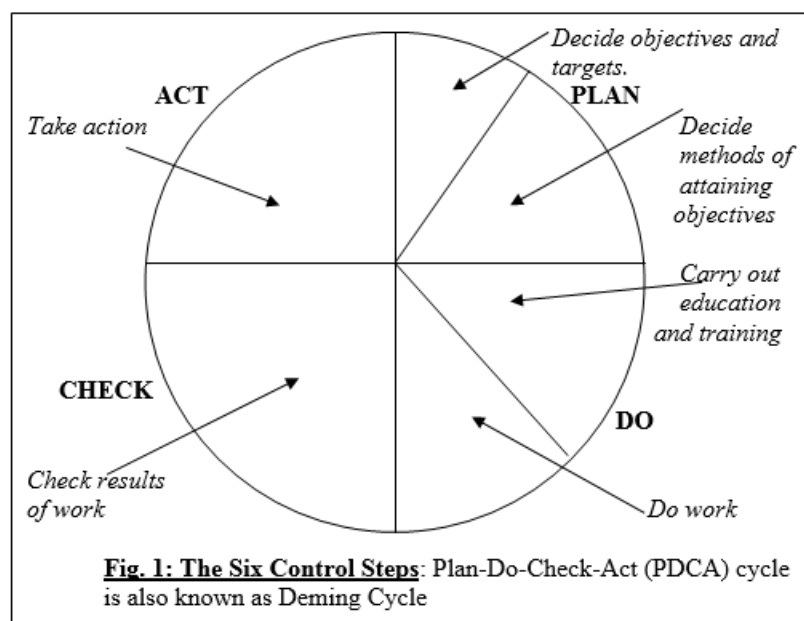 Decide objectives and
targets.
ACT
PLAN
Take action
Decide
methods of
attaining
objectives
Carry out
education
and training
CHECK
DO
Check results
of work
Do work
Fig. 1: The Six Control Steps: Plan-Do-Check-Act (PDCA) cycle
is also known as Deming Cycle